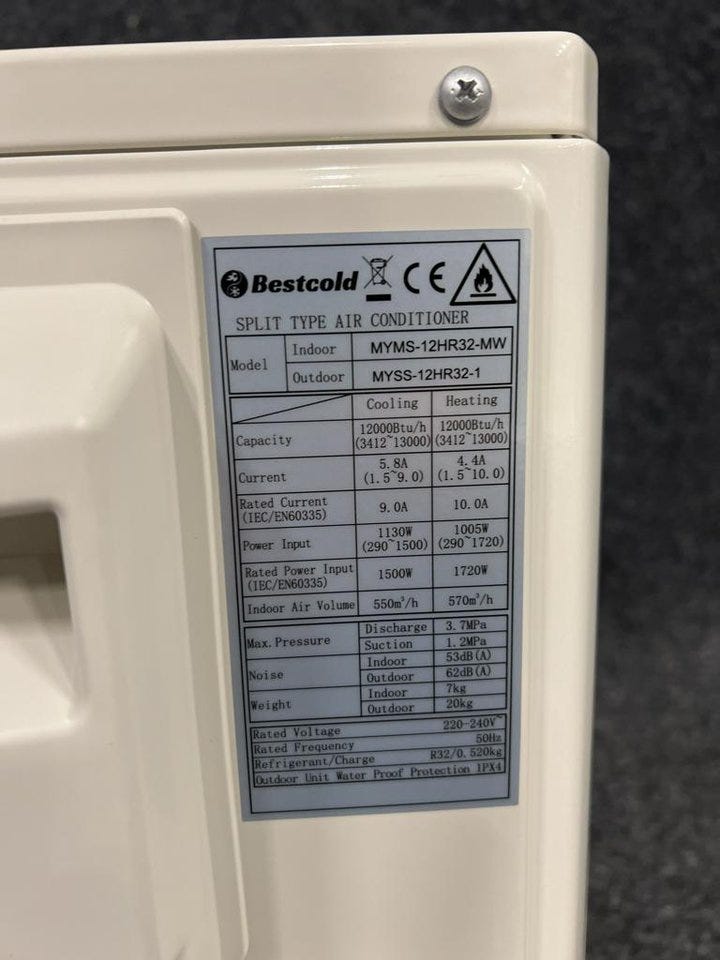 Bestcold CE
SPLIT TYPE AIR CONDITIONER
Model Indoor MYMS-12HR32-MW
Outdoor MYSS-12HR32-1
Cooling Heating
Capacity 12000Btu/h (3412~13000) 12000Btu/h (3412~13000)
Current 5.8A (1.5~9.0) 4.4A (1.5~10.0)
Rated Current (IEC/EN60335) 9.0A 10.0A
Power Input 1130W (290~1500) 1005W (290~1720)
Rated Power Input (IEC/EN60335) 1500W 1720W
Indoor Air Volume 550m³/h 570m³/h
Max.Pressure Discharge 3.7MPa
Suction 1.2MPa
Noise Indoor 53dB(A)
Outdoor 62dB(A)
Weight Indoor 7kg
Outdoor 20kg
Rated Voltage 220-240V~
Rated Frequency 50Hz
Refrigerant/Charge R32/0.520kg
Outdoor Unit Water Proof Protection IPX4